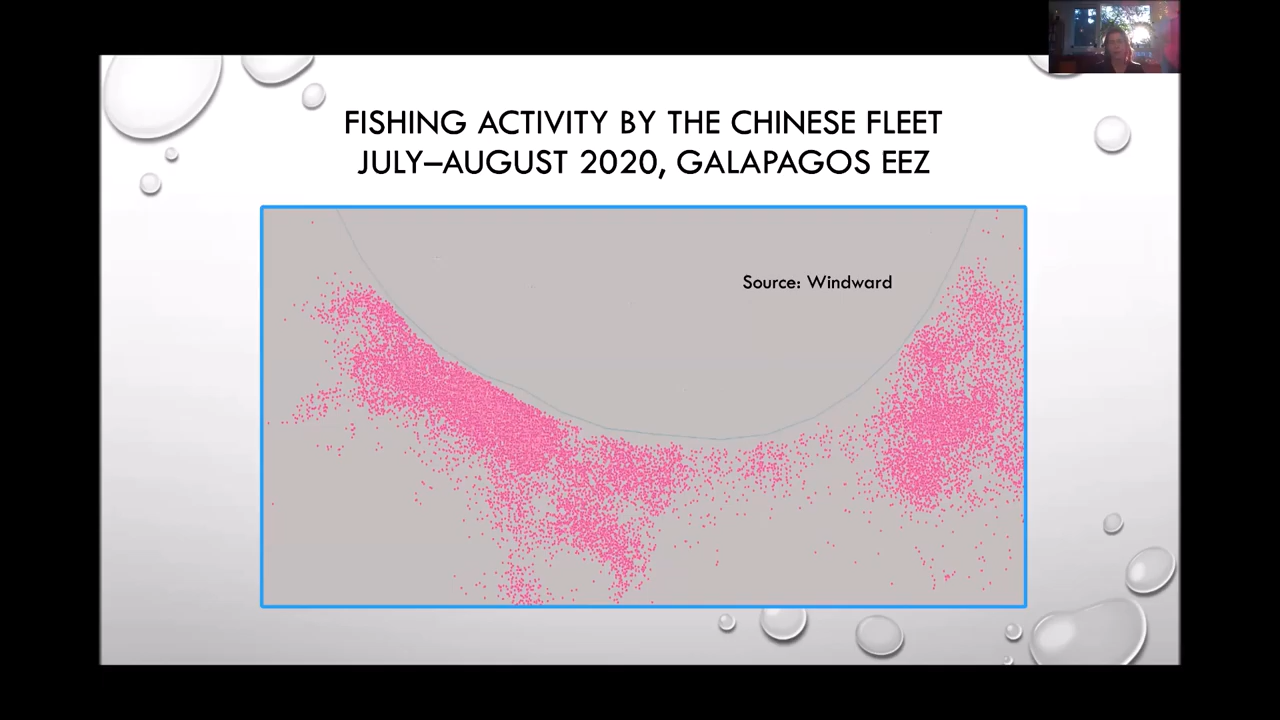 FISHING ACTIVITY BY THE CHINESE FLEET
JULY–AUGUST 2020, GALAPAGOS EEZ
Source: Windward